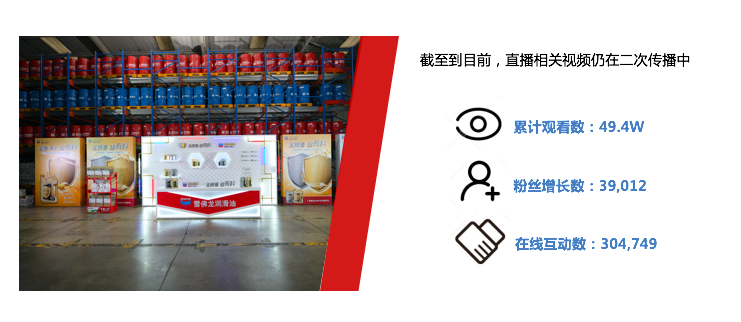 截至到目前，直播相关视频仍在二次传播中
累计观看数：49.4W
粉丝增长数：39,012
在线互动数：304,749
雪佛龙润滑油